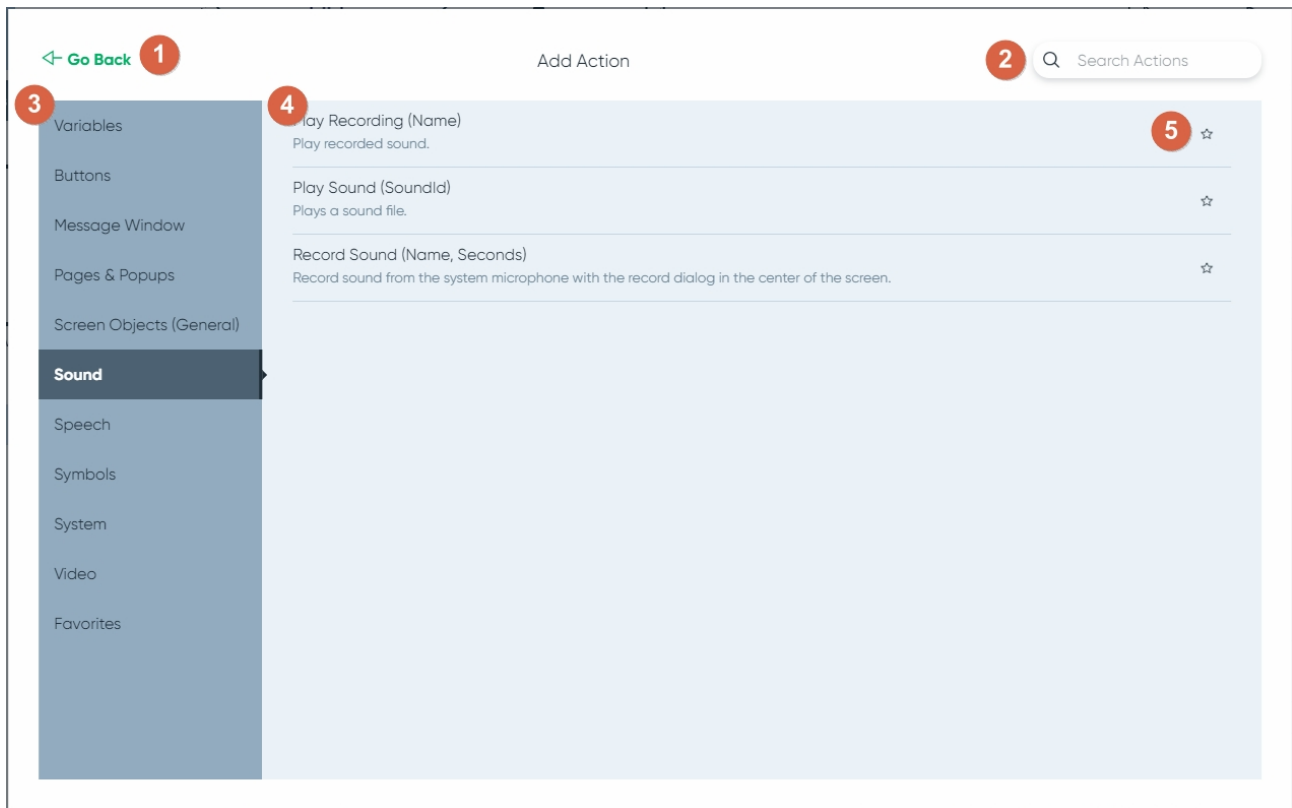 Go Back
1
Add Action
2
Search Actions
3
Variables
Buttons
Message Window
Pages & Popups
Screen Objects (General)
Sound
Speech
Symbols
System
Video
Favorites
4
Play Recording (Name)
Play recorded sound.
5
Play Sound (SoundId)
Plays a sound file.
Record Sound (Name, Seconds)
Record sound from the system microphone with the record dialog in the center of the screen.